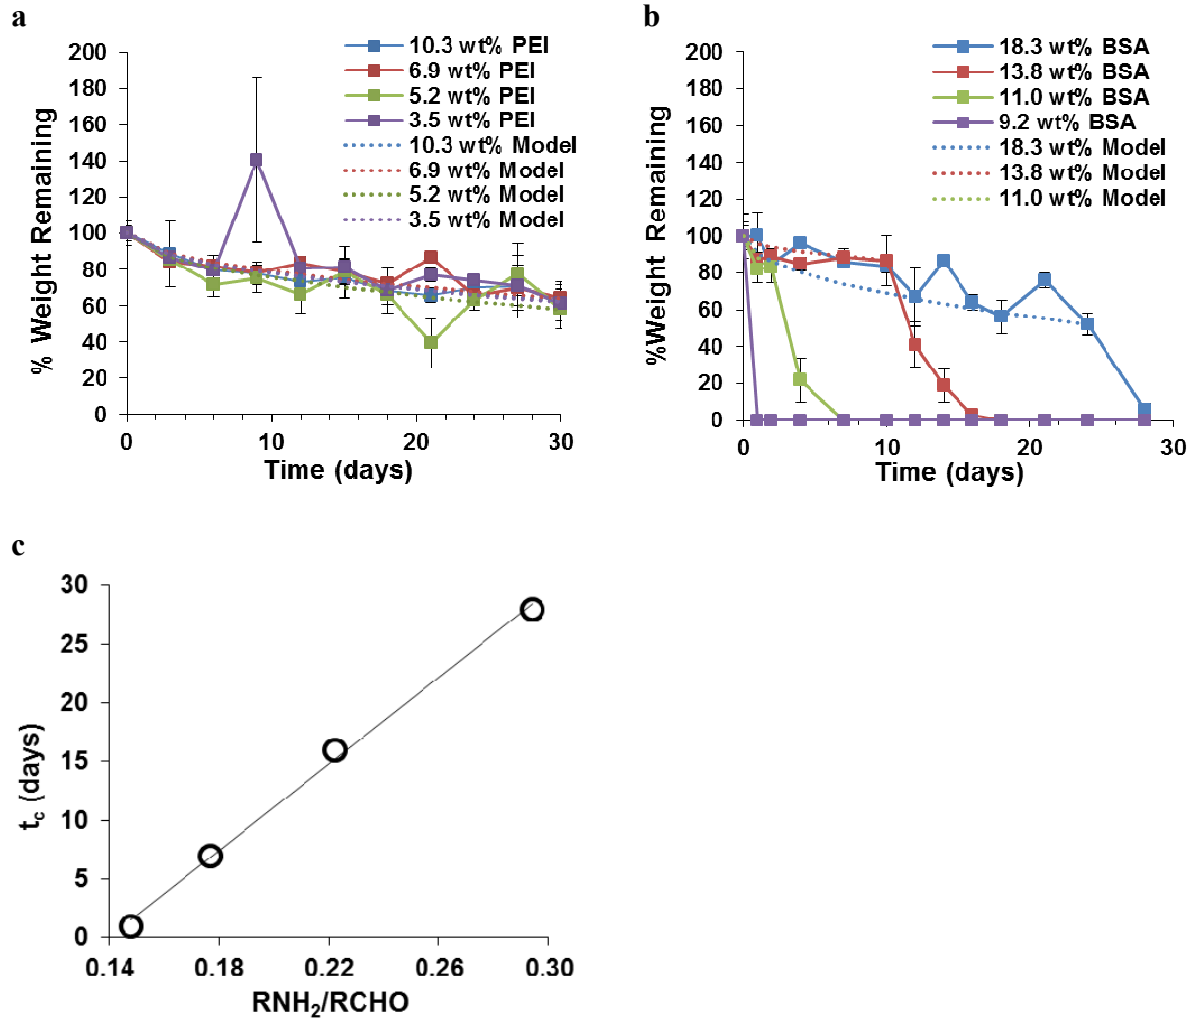 a
% Weight Remaining
200
180
160
140
120
100
80
60
40
20
0
10.3 wt% PEI
6.9 wt% PEI
5.2 wt% PEI
3.5 wt% PEI
10.3 wt% Model
6.9 wt% Model
5.2 wt% Model
3.5 wt% Model
0 10 20 30
Time (days)
b
%Weight Remaining
200
180
160
140
120
100
80
60
40
20
0
18.3 wt% BSA
13.8 wt% BSA
11.0 wt% BSA
9.2 wt% BSA
18.3 wt% Model
13.8 wt% Model
11.0 wt% Model
0 10 20 30
Time (days)
c
tc (days)
30
25
20
15
10
5
0
0.14 0.18 0.22 0.26 0.30
RNH2/RCHO